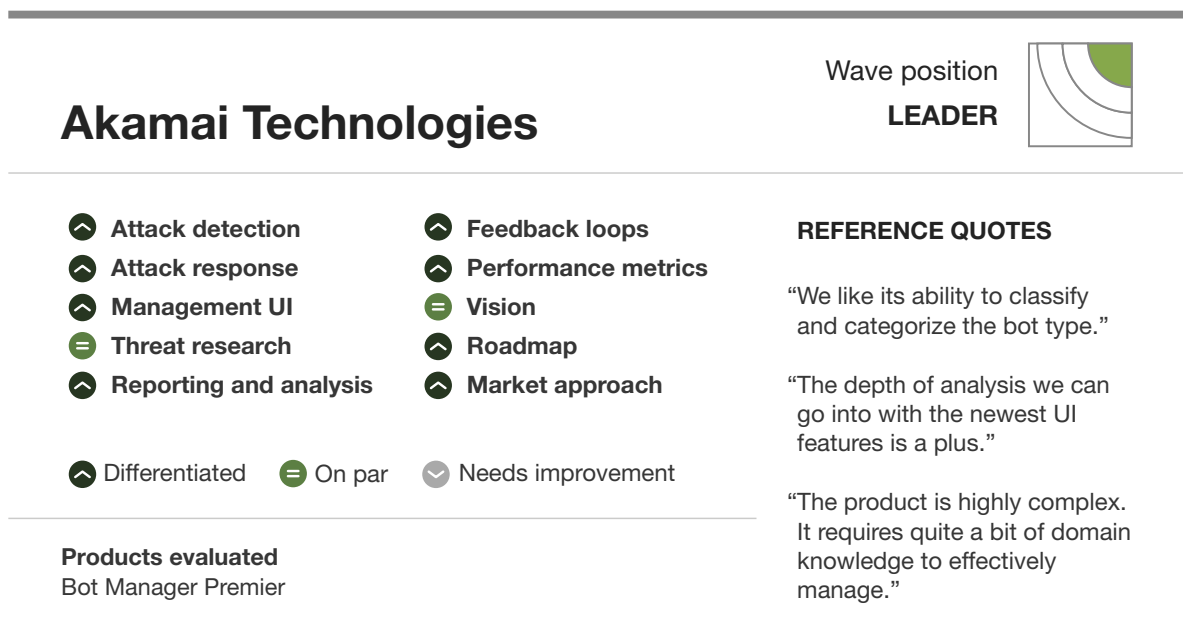 Akamai Technologies
Wave position
LEADER
Attack detection
Attack response
Management UI
Threat research
Reporting and analysis
Feedback loops
Performance metrics
Vision
Roadmap
Market approach
Differentiated
On par
Needs improvement
Products evaluated
Bot Manager Premier
REFERENCE QUOTES
“We like its ability to classify
and categorize the bot type.”
“The depth of analysis we can
go into with the newest UI
features is a plus.”
“The product is highly complex.
It requires quite a bit of domain
knowledge to effectively
manage.”